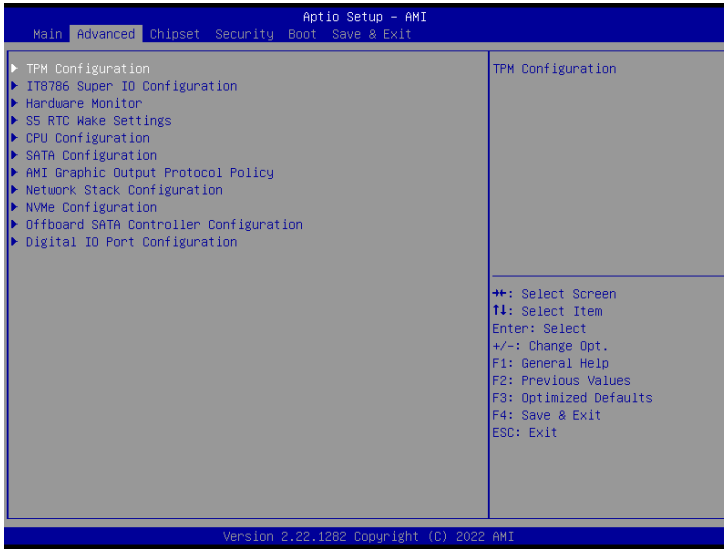 Aptio Setup – AMI
Main Advanced Chipset Security Boot Save & Exit
▶ TPM Configuration
▶ IT8786 Super IO Configuration
▶ Hardware Monitor
▶ S5 RTC Wake Settings
▶ CPU Configuration
▶ SATA Configuration
▶ AMI Graphic Output Protocol Policy
▶ Network Stack Configuration
▶ NVMe Configuration
▶ Offboard SATA Controller Configuration
▶ Digital IO Port Configuration
TPM Configuration
→←: Select Screen
↑↓: Select Item
Enter: Select
+/-: Change Opt.
F1: General Help
F2: Previous Values
F3: Optimized Defaults
F4: Save & Exit
ESC: Exit
Version 2.22.1282 Copyright (C) 2022 AMI